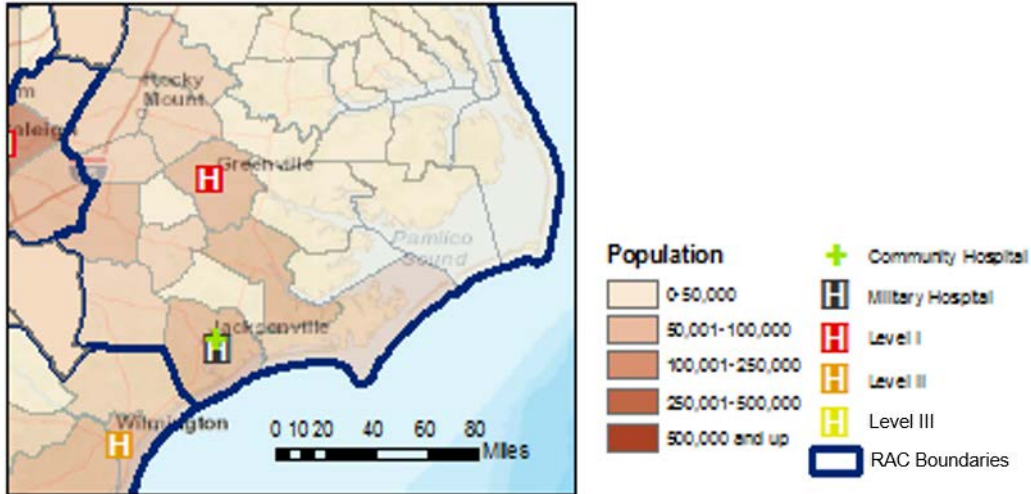 Rocky
Mount
aleigh
Greenville
Pamlico
Sound
Jacksonville
Wilmington
0 10 20 40 60 80
Miles
Population
0-50,000
50,001-100,000
100,001-250,000
250,001-500,000
500,000 and up
Community Hospital
H Military Hospital
H Level I
H Level II
H Level III
RAC Boundaries